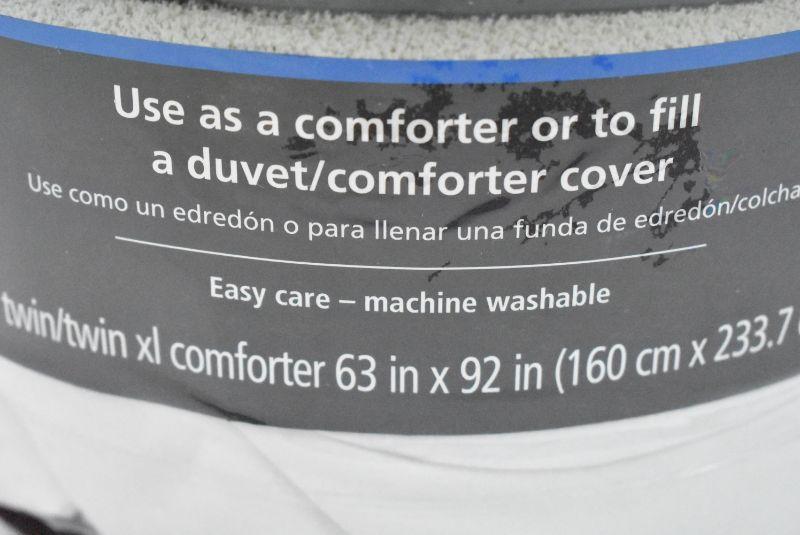 Use as a comforter or to fill
a duvet/comforter cover
Use como un edredón o para llenar una funda de edredón/colcha
Easy care – machine washable
twin/twin xl comforter 63 in x 92 in (160 cm x 233.7